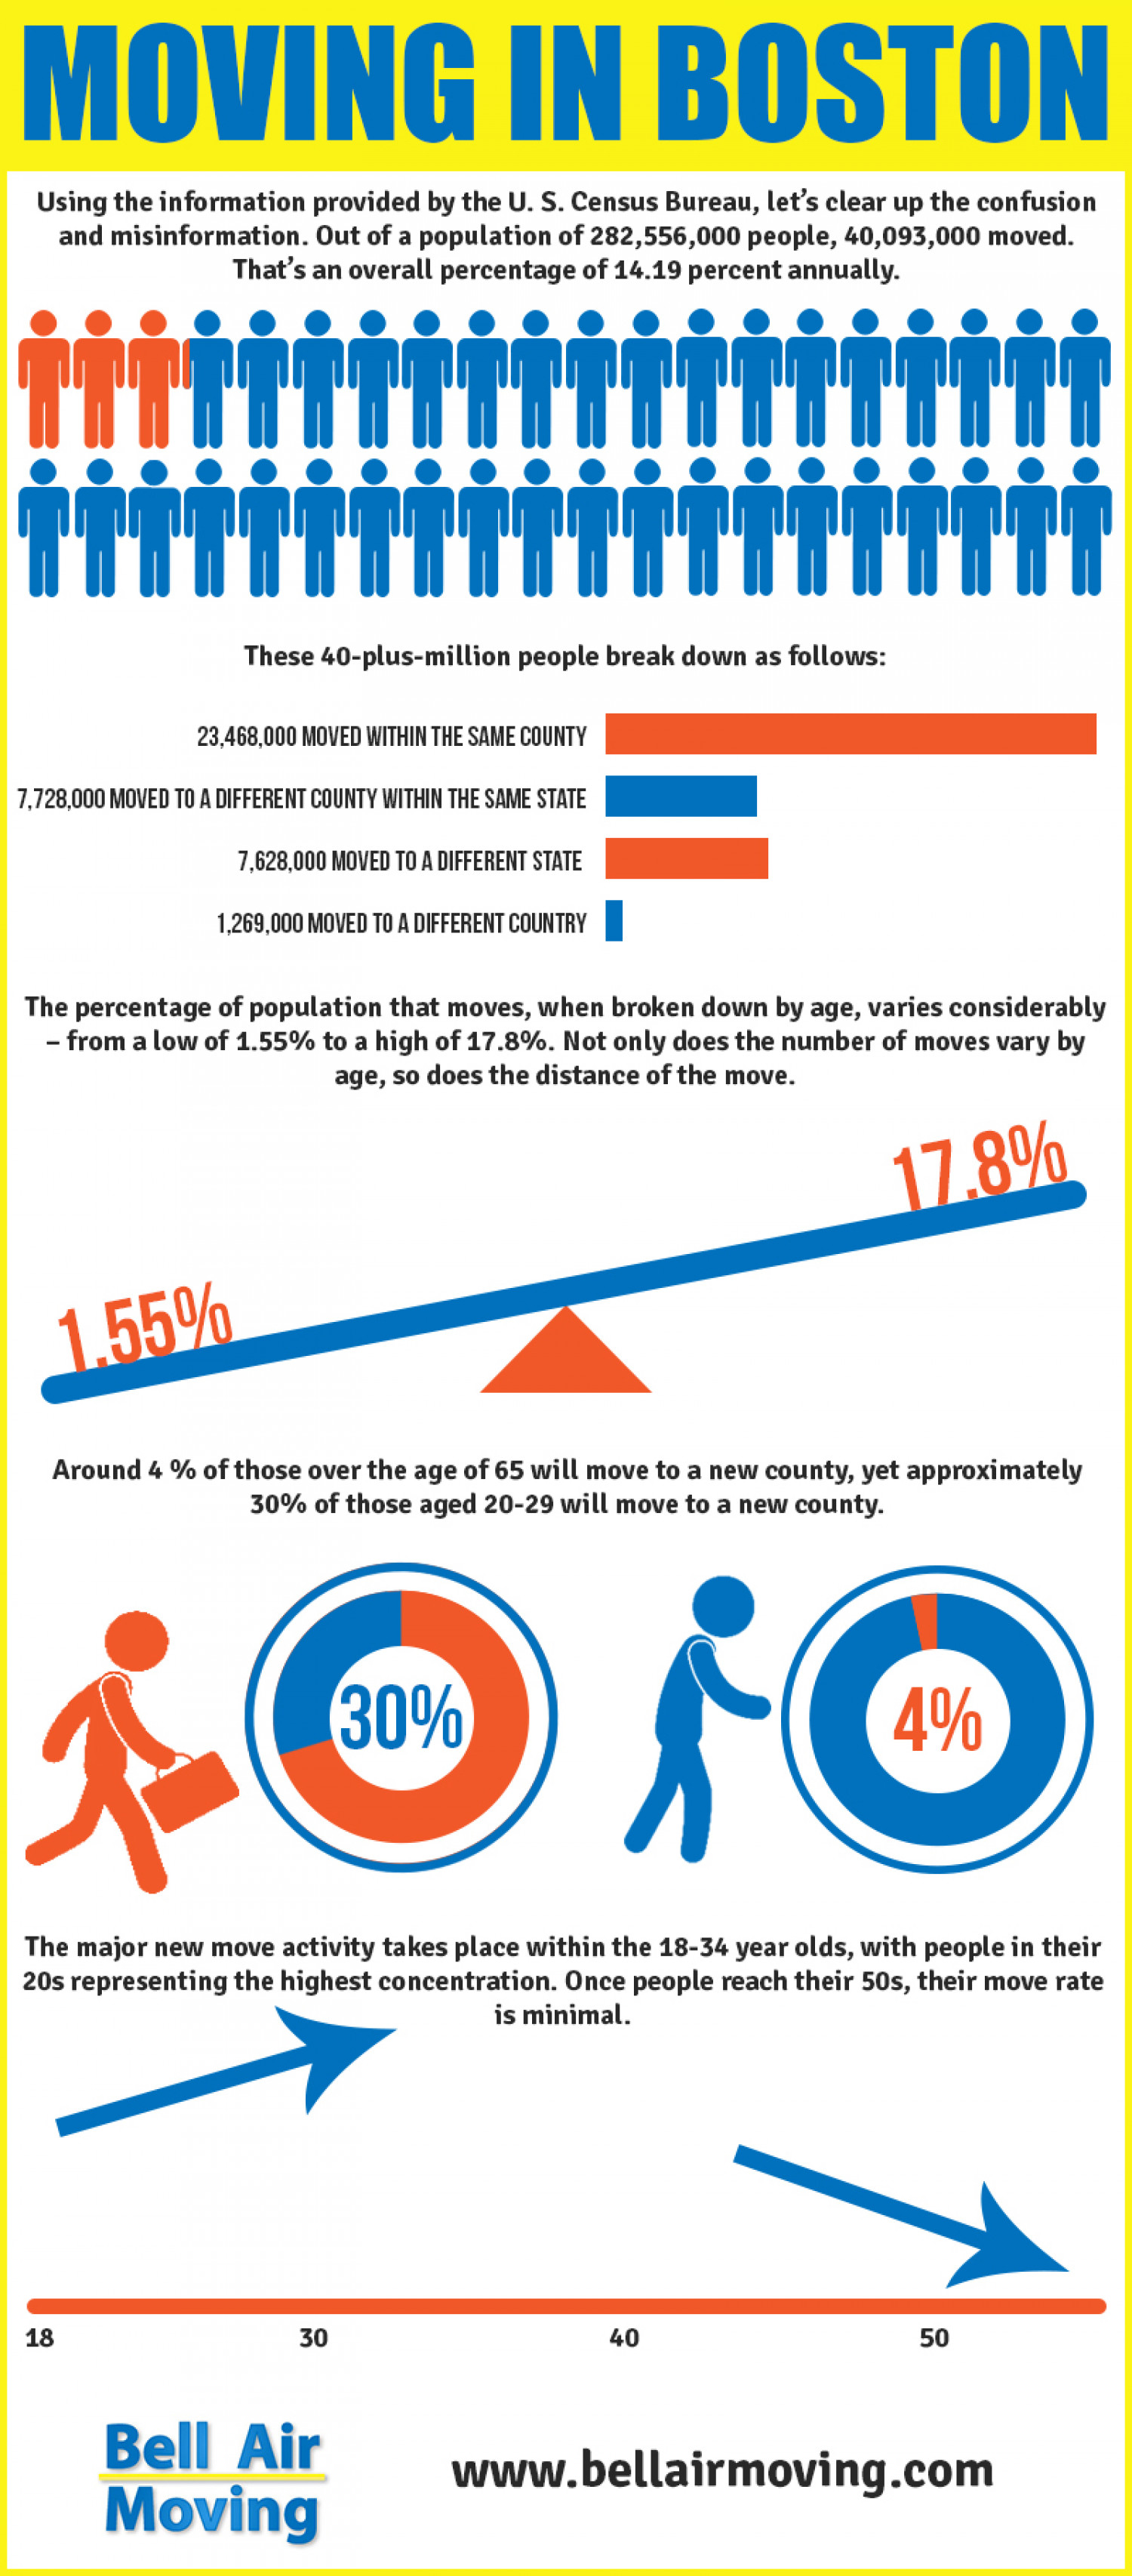 MOVING IN BOSTON
Using the information provided by the U. S. Census Bureau, let's clear up the confusion
and misinformation. Out of a population of 282,556,000 people, 40,093,000 moved.
That's an overall percentage of 14.19 percent annually.
These 40-plus-million people break down as follows:
23,468,000 MOVED WITHIN THE SAME COUNTY
7,728,000 MOVED TO A DIFFERENT COUNTY WITHIN THE SAME STATE
7,628,000 MOVED TO A DIFFERENT STATE
1,269,000 MOVED TO A DIFFERENT COUNTRY
The percentage of population that moves, when broken down by age, varies considerably
– from a low of 1.55% to a high of 17.8%. Not only does the number of moves vary by
age, so does the distance of the move.
17.8%
1.55%
Around 4 % of those over the age of 65 will move to a new county, yet approximately
30% of those aged 20-29 will move to a new county.
30%
4%
The major new move activity takes place within the 18-34 year olds, with people in their
20s representing the highest concentration. Once people reach their 50s, their move rate
is minimal.
18 30 40 50
Bell Air
Moving
www.bellairmoving.com